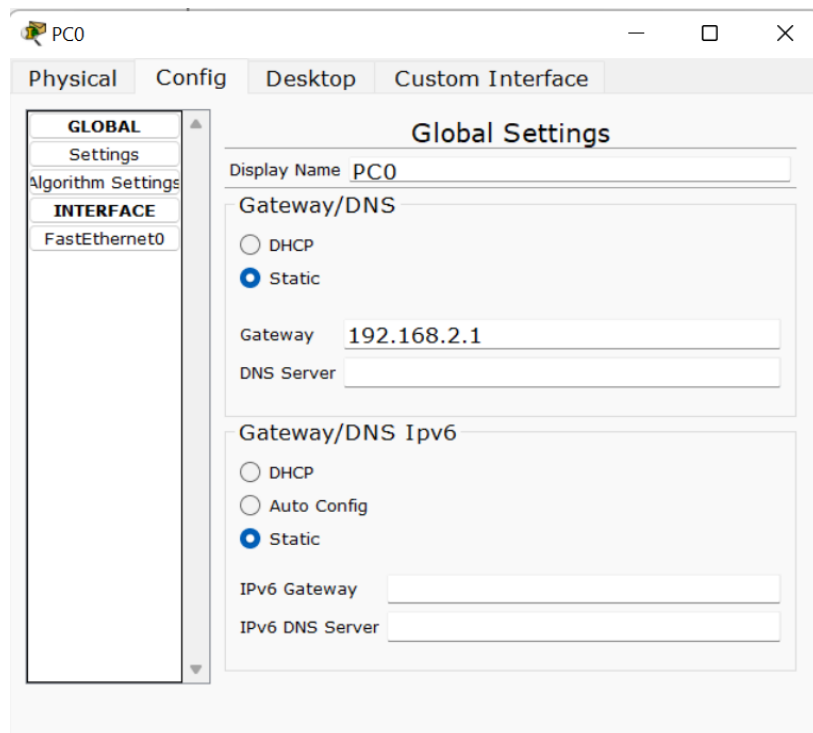 PC0
Physical Config Desktop Custom Interface
GLOBAL
Settings
Algorithm Settings
INTERFACE
FastEthernet0
Global Settings
Display Name PC0
Gateway/DNS
DHCP
Static
Gateway 192.168.2.1
DNS Server
Gateway/DNS Ipv6
DHCP
Auto Config
Static
IPv6 Gateway
IPv6 DNS Server